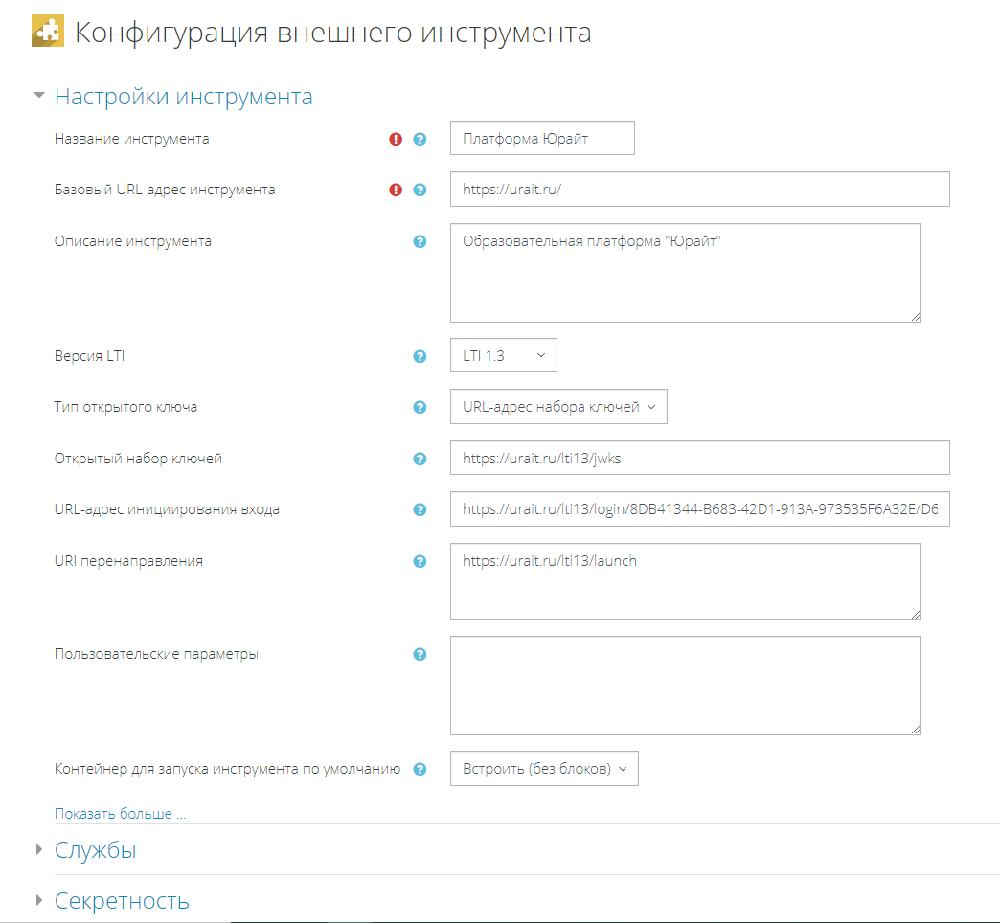 Конфигурация внешнего инструмента
Настройки инструмента
Название инструмента
Платформа Юрайт
Базовый URL-адрес инструмента
https://urait.ru/
Описание инструмента
Образовательная платформа "Юрайт"
Версия LTI
LTI 1.3
Тип открытого ключа
URL-адрес набора ключей
Открытый набор ключей
https://urait.ru/lti13/jwks
URL-адрес инициирования входа
https://urait.ru/lti13/login/8DB41344-B683-42D1-913A-973535F6A32E/D6
URI перенаправления
https://urait.ru/lti13/launch
Пользовательские параметры
Контейнер для запуска инструмента по умолчанию
Встроить (без блоков)
Показать больше ...
Службы
Секретность